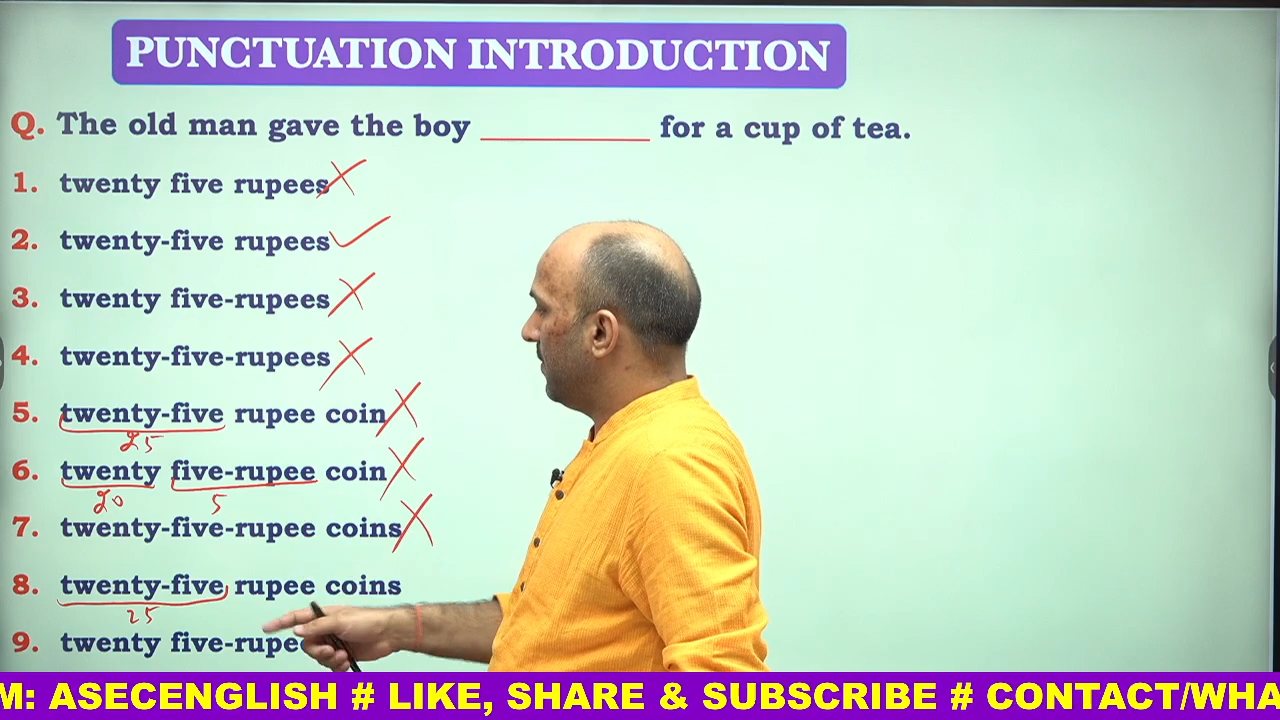 PUNCTUATION INTRODUCTION
Q. The old man gave the boy __________ for a cup of tea.
1. twenty five rupees
2. twenty-five rupees
3. twenty five-rupees
4. twenty-five-rupees
5. twenty-five rupee coin
25
6. twenty five-rupee coin
20 5
7. twenty-five-rupee coins
8. twenty-five rupee coins
25
9. twenty five-rupe
M: ASECENGLISH # LIKE, SHARE & SUBSCRIBE # CONTACT/WHA